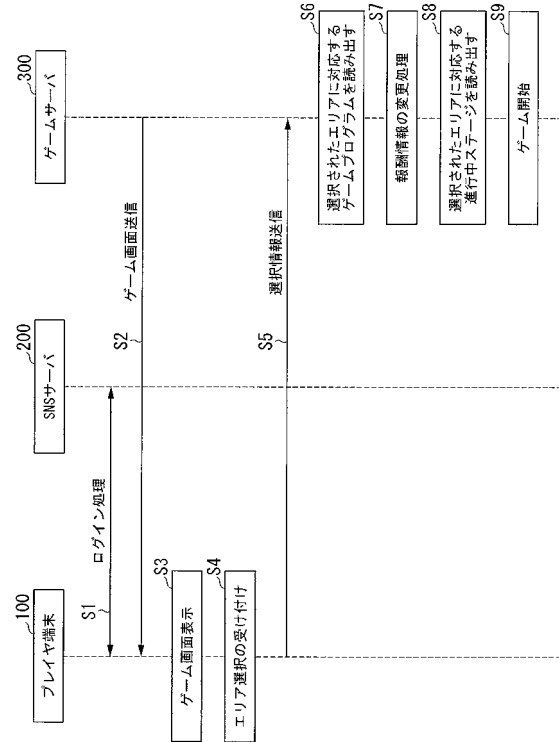 100
プレイヤ端末
200
SNSサーバ
300
ゲームサーバ
S1
ログイン処理
S2
ゲーム画面送信
S3
ゲーム画面表示
S4
エリア選択の受け付け
S5
選択情報送信
S6
選択されたエリアに対応する
ゲームプログラムを読み出す
S7
報酬情報の変更処理
S8
選択されたエリアに対応する
進行中ステージを読み出す
S9
ゲーム開始